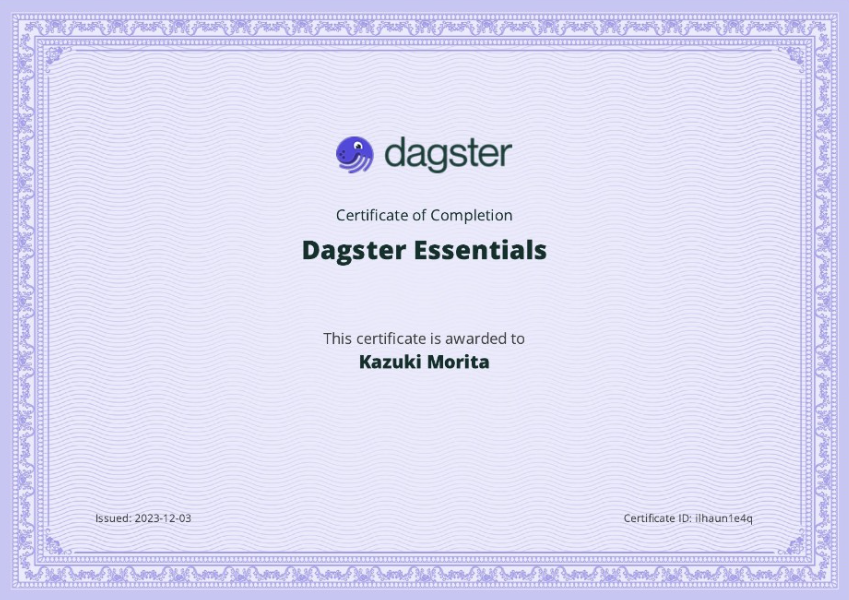 dagster
Certificate of Completion
Dagster Essentials
This certificate is awarded to
Kazuki Morita
Issued: 2023-12-03
Certificate ID: ilhaun1e4q